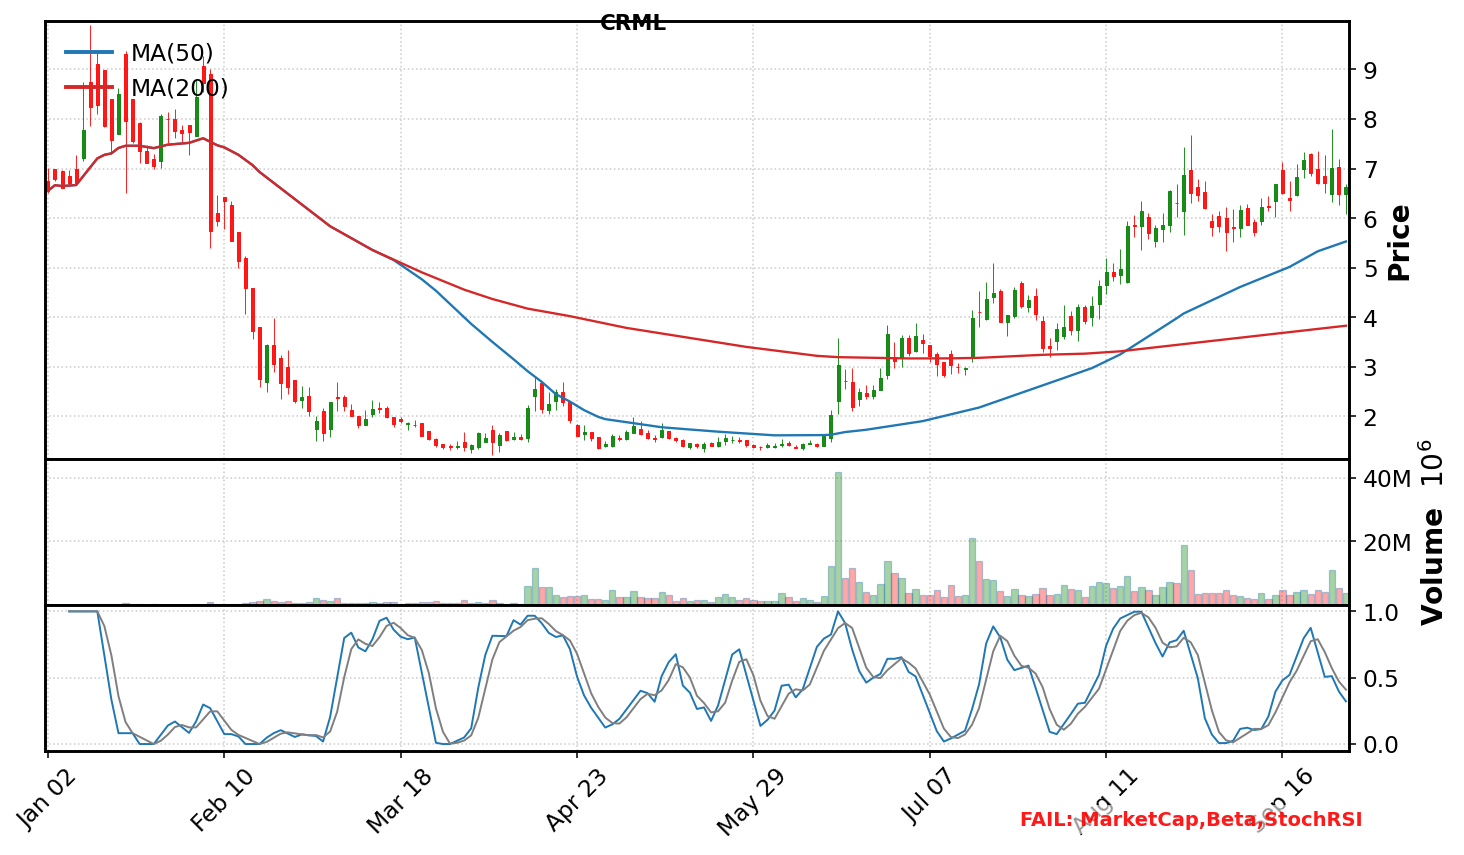 CRML
MA(50)
MA(200)
9
8
7
6
5
4
3
2
Price
40M
20M
Volume 10^6
1.0
0.5
0.0
Jan 02
Feb 10
Mar 18
Apr 23
May 29
Jul 07
Aug 11
Sep 16
FAIL: MarketCap,Beta,StochRSI